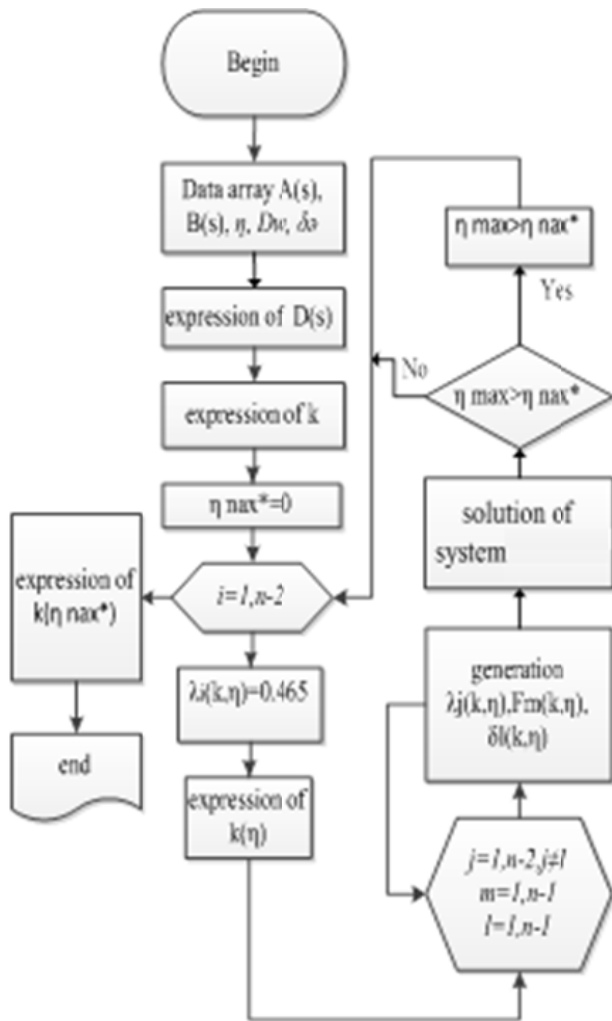 Begin
Data array A(s),
B(s), η, Dw, δə
expression of D(s)
expression of k
η nax*=0
i=1,n-2
expression of
k(η nax*)
end
λi(k,η)=0.465
expression of
k(η)
j=1,n-2,j≠l
m=1,n-1
l=1,n-1
generation
λj(k,η),Fm(k,η),
δl(k,η)
solution of
system
η max>η nax*
No
Yes
η max>η nax*